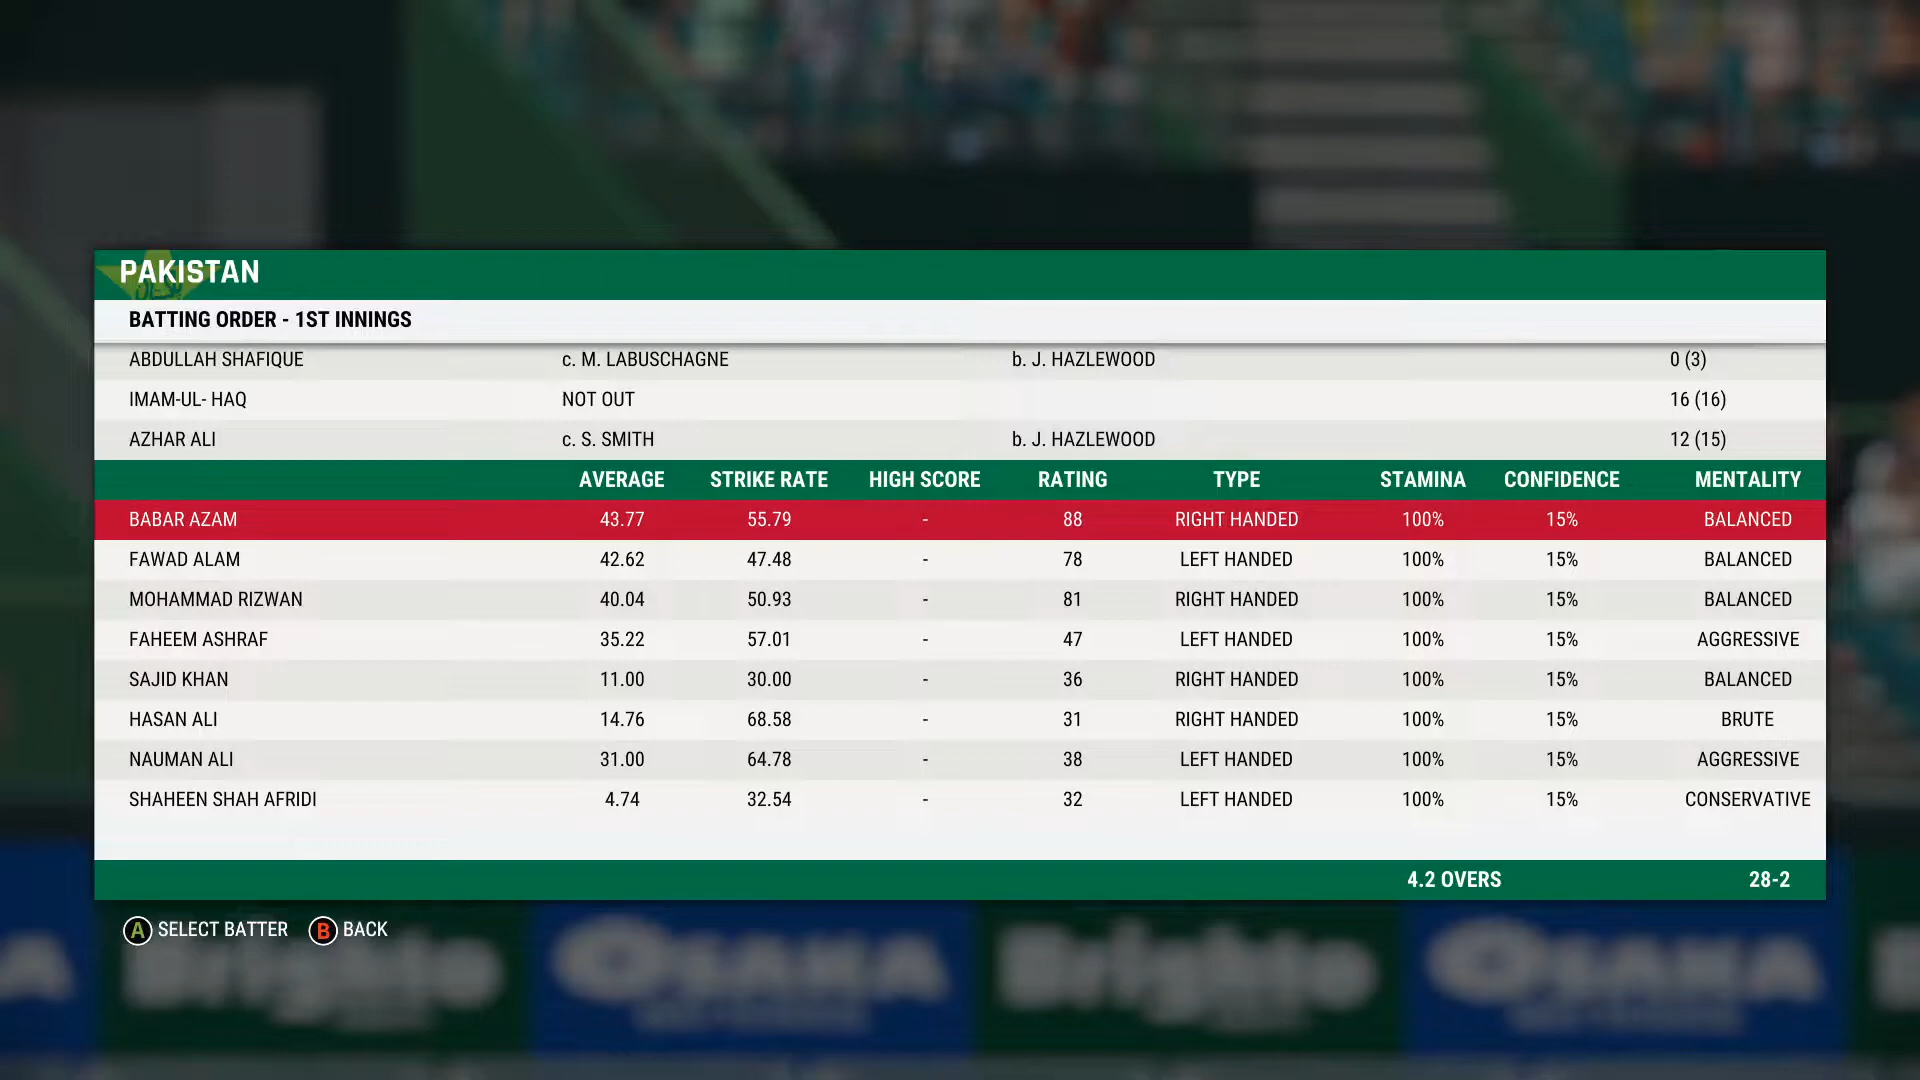 PAKISTAN
BATTING ORDER - 1ST INNINGS
ABDULLAH SHAFIQUE c. M. LABUSCHAGNE b. J. HAZLEWOOD 0 (3)
IMAM-UL- HAQ NOT OUT 16 (16)
AZHAR ALI c. S. SMITH b. J. HAZLEWOOD 12 (15)
AVERAGE STRIKE RATE HIGH SCORE RATING TYPE STAMINA CONFIDENCE MENTALITY
BABAR AZAM 43.77 55.79 - 88 RIGHT HANDED 100% 15% BALANCED
FAWAD ALAM 42.62 47.48 - 78 LEFT HANDED 100% 15% BALANCED
MOHAMMAD RIZWAN 40.04 50.93 - 81 RIGHT HANDED 100% 15% BALANCED
FAHEEM ASHRAF 35.22 57.01 - 47 LEFT HANDED 100% 15% AGGRESSIVE
SAJID KHAN 11.00 30.00 - 36 RIGHT HANDED 100% 15% BALANCED
HASAN ALI 14.76 68.58 - 31 RIGHT HANDED 100% 15% BRUTE
NAUMAN ALI 31.00 64.78 - 38 LEFT HANDED 100% 15% AGGRESSIVE
SHAHEEN SHAH AFRIDI 4.74 32.54 - 32 LEFT HANDED 100% 15% CONSERVATIVE
4.2 OVERS 28-2
A SELECT BATTER B BACK
Brighto OSAKA Brighto OSAKA